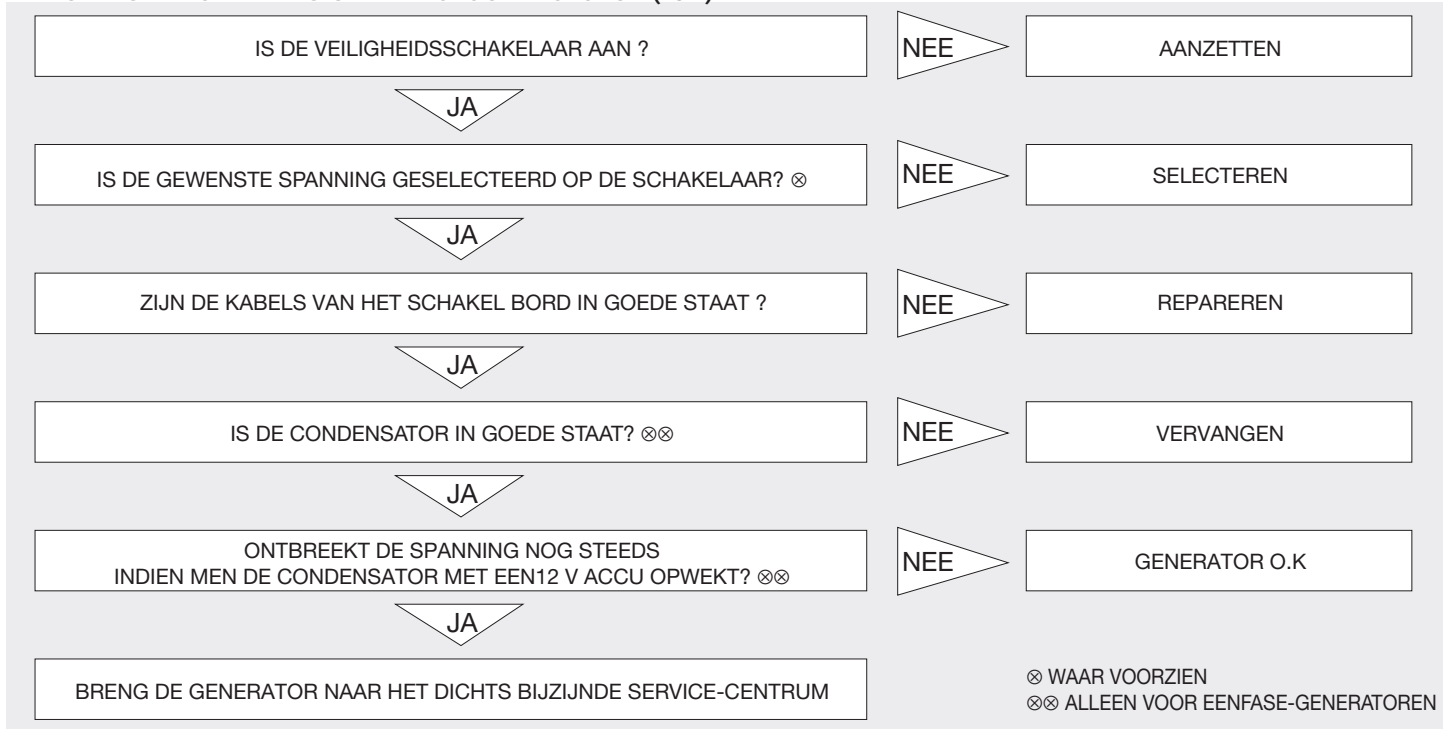 IS DE VEILIGHEIDSSCHAKELAAR AAN ?
NEE
AANZETTEN
JA
IS DE GEWENSTE SPANNING GESELECTEERD OP DE SCHAKELAAR? ⊗
NEE
SELECTEREN
JA
ZIJN DE KABELS VAN HET SCHAKEL BORD IN GOEDE STAAT ?
NEE
REPAREREN
JA
IS DE CONDENSATOR IN GOEDE STAAT? ⊗⊗
NEE
VERVANGEN
JA
ONTBREEKT DE SPANNING NOG STEEDS
INDIEN MEN DE CONDENSATOR MET EEN12 V ACCU OPWEKT? ⊗⊗
NEE
GENERATOR O.K
JA
BRENG DE GENERATOR NAAR HET DICHTS BIJZIJNDE SERVICE-CENTRUM
⊗ WAAR VOORZIEN
⊗⊗ ALLEEN VOOR EENFASE-GENERATOREN